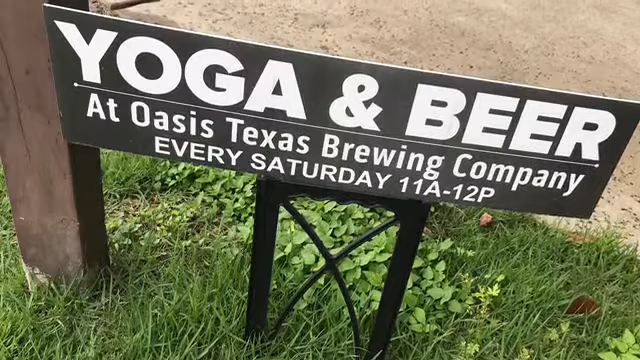 YOGA & BEER
At Oasis Texas Brewing Company
EVERY SATURDAY 11A-12P